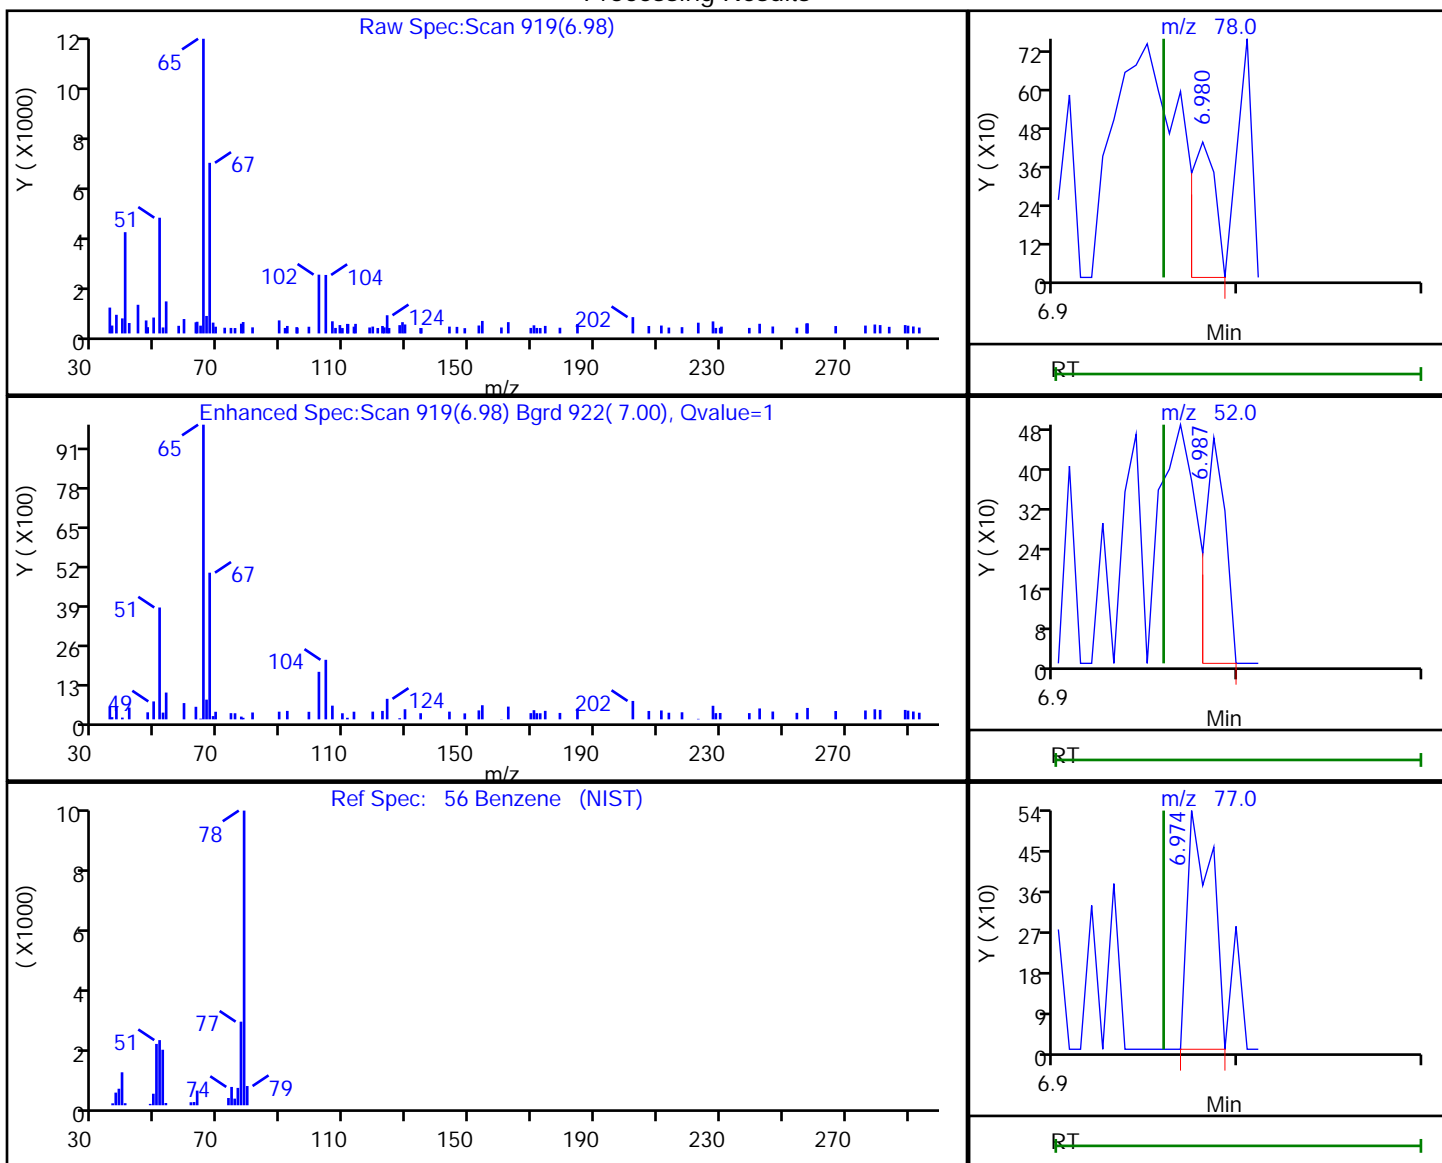 Processing Results
Raw Spec:Scan 919(6.98)
Y ( X1000)
12
10
8
6
4
2
0
65
67
51
102
104
124
202
30 70 110 150 190 230 270
m/z
m/z 78.0
Y ( X10)
72
60
48
36
24
12
0
6.980
6.9
Min
RT
Enhanced Spec:Scan 919(6.98) Bgrd 922( 7.00), Qvalue=1
Y ( X100)
91
78
65
52
39
26
13
0
65
67
51
49
104
124
202
30 70 110 150 190 230 270
m/z
m/z 52.0
Y ( X10)
48
40
32
24
16
8
0
6.987
6.9
Min
RT
Ref Spec: 56 Benzene (NIST)
( X1000)
10
8
6
4
2
0
78
77
51
74
79
30 70 110 150 190 230 270
m/z 77.0
Y ( X10)
54
45
36
27
18
9
0
6.974
6.9
Min
RT